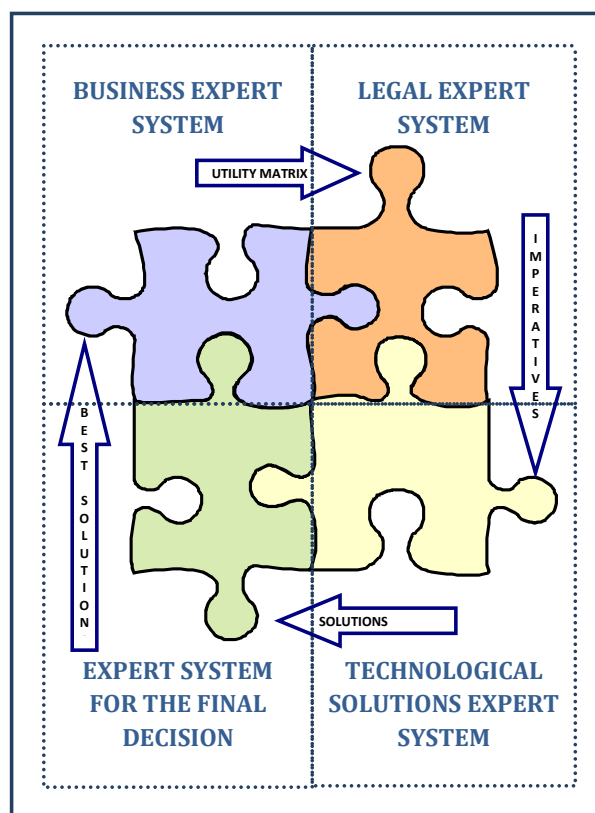 BUSINESS EXPERT
SYSTEM
LEGAL EXPERT
SYSTEM
UTILITY MATRIX
IMPERATIVES
BEST SOLUTION
SOLUTIONS
EXPERT SYSTEM
FOR THE FINAL
DECISION
TECHNOLOGICAL
SOLUTIONS EXPERT
SYSTEM